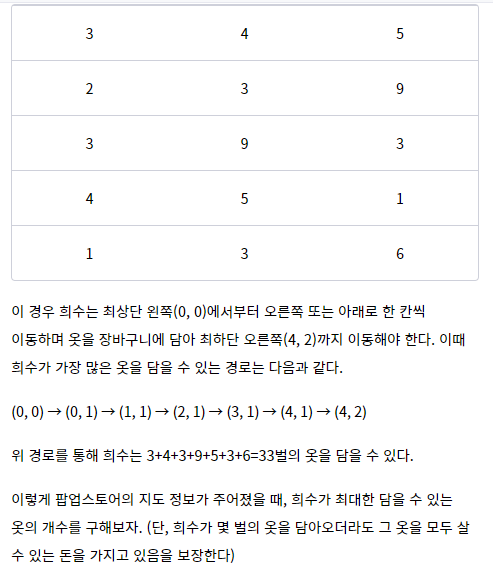 3 4 5
2 3 9
3 9 3
4 5 1
1 3 6
이 경우 희수는 최상단 왼쪽(0, 0)에서부터 오른쪽 또는 아래로 한 칸씩
이동하며 옷을 장바구니에 담아 최하단 오른쪽(4, 2)까지 이동해야 한다. 이때
희수가 가장 많은 옷을 담을 수 있는 경로는 다음과 같다.
(0, 0) → (0, 1) → (1, 1) → (2, 1) → (3, 1) → (4, 1) → (4, 2)
위 경로를 통해 희수는 3+4+3+9+5+3+6=33벌의 옷을 담을 수 있다.
이렇게 팝업스토어의 지도 정보가 주어졌을 때, 희수가 최대한 담을 수 있는
옷의 개수를 구해보자. (단, 희수가 몇 벌의 옷을 담아오더라도 그 옷을 모두 살
수 있는 돈을 가지고 있음을 보장한다)